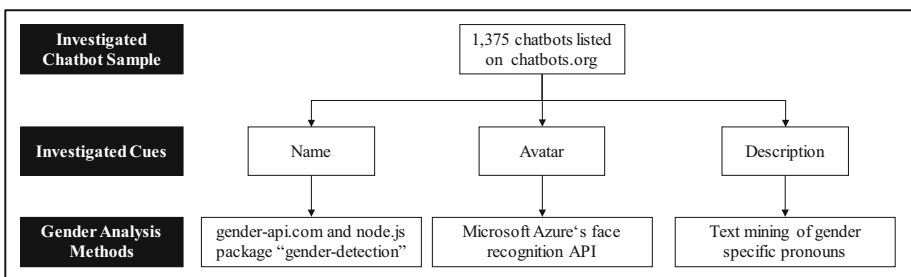 Investigated
Chatbot Sample
1,375 chatbots listed
on chatbots.org
Investigated Cues
Name
Avatar
Description
Gender Analysis
Methods
gender-api.com and node.js
package “gender-detection”
Microsoft Azure‘s face
recognition API
Text mining of gender
specific pronouns